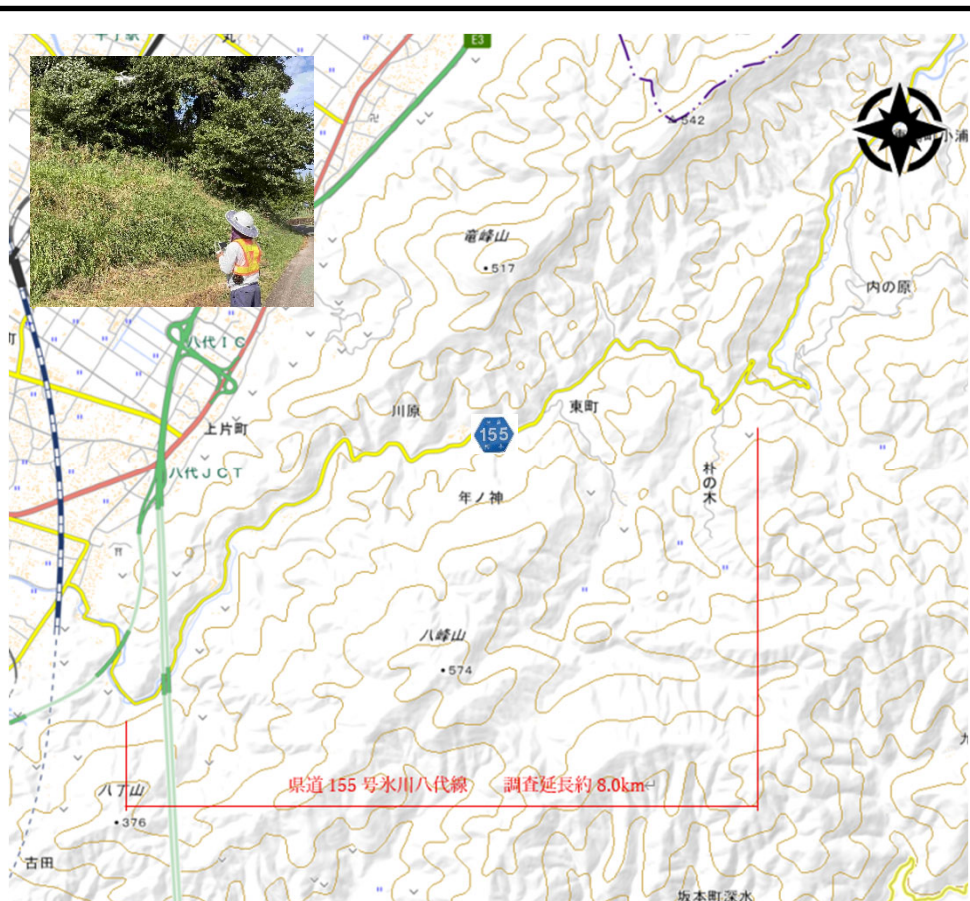 E3
542
小浦
竜峰山
517
内の原
八代ＩＣ
川原
東町
上片町
155
八代ＪＣＴ
朴の木
年ノ神
八峰山
574
県道 155 号氷川八代線 調査延長約 8.0km
八丁山
376
古田
坂本町深水